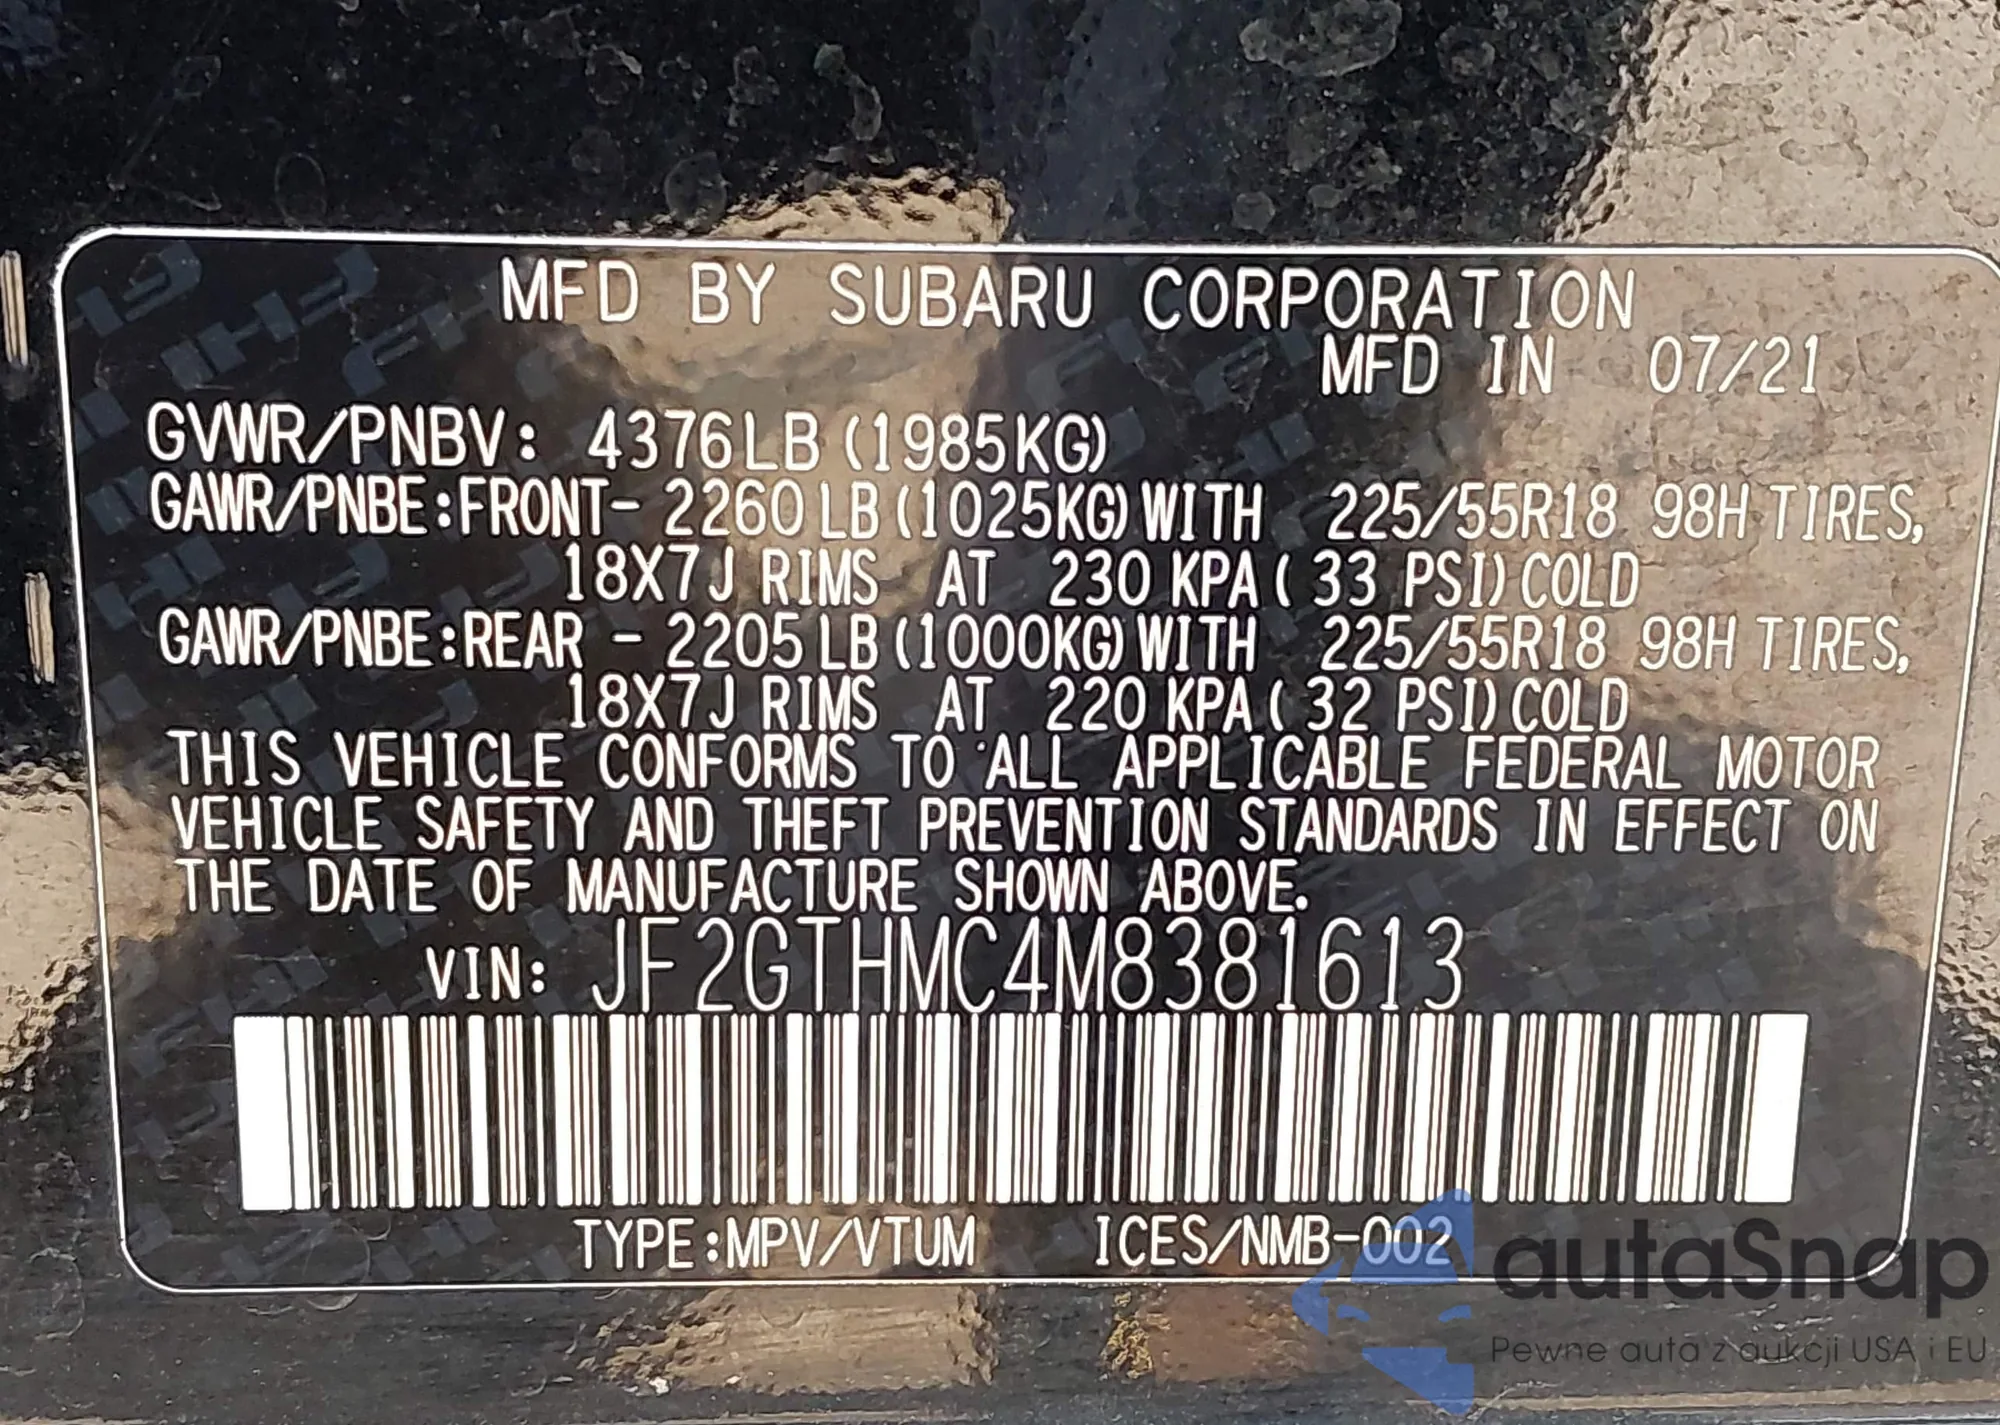 MFD BY SUBARU CORPORATION
MFD IN 07/21
GVWR/PNBV: 4376LB (1985KG)
GAWR/PNBE:FRONT- 2260LB (1025KG) WITH 225/55R18 98H TIRES,
18X7J RIMS AT 230 KPA ( 33 PSI) COLD
GAWR/PNBE:REAR - 2205LB (1000KG) WITH 225/55R18 98H TIRES,
18X7J RIMS AT 220 KPA ( 32 PSI) COLD
THIS VEHICLE CONFORMS TO ALL APPLICABLE FEDERAL MOTOR
VEHICLE SAFETY AND THEFT PREVENTION STANDARDS IN EFFECT ON
THE DATE OF MANUFACTURE SHOWN ABOVE.
VIN: JF2GTHMC4M8381613
TYPE:MPV/VTUM ICES/NMB-002
autaSnap
Pewne auta z aukcji USA i EU